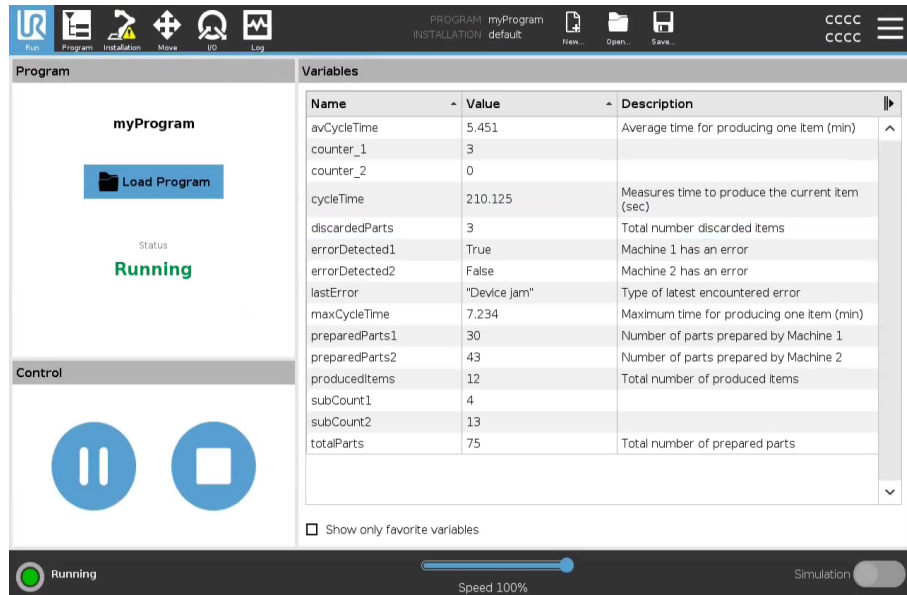 UR
Run
Program
Installation
Move
I/O
Log
PROGRAM myProgram
INSTALLATION default
New...
Open...
Save...
CCCC
CCCC
Program
myProgram
Load Program
Status
Running
Control
Variables
Name Value Description
avCycleTime 5.451 Average time for producing one item (min)
counter_1 3
counter_2 0
cycleTime 210.125 Measures time to produce the current item
(sec)
discardedParts 3 Total number discarded items
errorDetected1 True Machine 1 has an error
errorDetected2 False Machine 2 has an error
lastError "Device jam" Type of latest encountered error
maxCycleTime 7.234 Maximum time for producing one item (min)
preparedParts1 30 Number of parts prepared by Machine 1
preparedParts2 43 Number of parts prepared by Machine 2
producedItems 12 Total number of produced items
subCount1 4
subCount2 13
totalParts 75 Total number of prepared parts
Show only favorite variables
Running
Speed 100%
Simulation